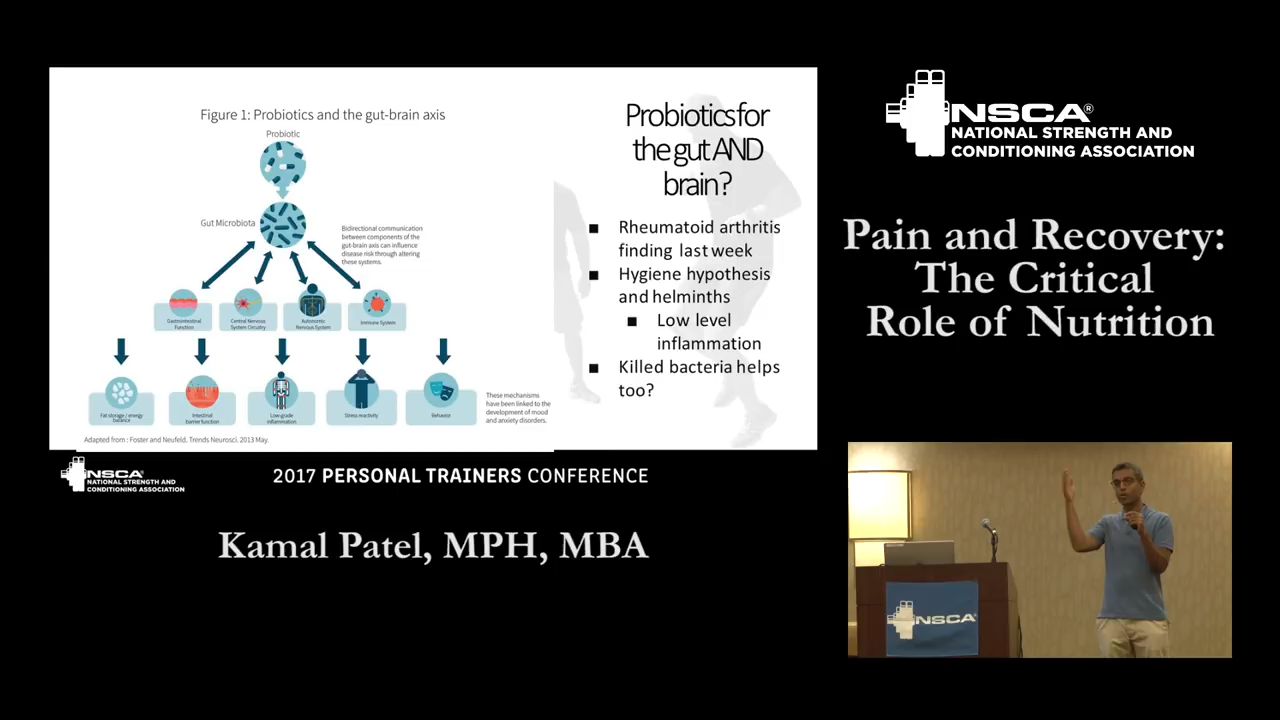 Figure 1: Probiotics and the gut-brain axis
Probiotic
Gut Microbiota
Bidirectional communication
between components of the
gut-brain axis can influence
disease risk through altering
these systems.
Gastrointestinal
Function
Central Nervous
System Circuitry
Autonomic
Nervous System
Immune System
Fat storage / energy
balance
Intestinal
barrier function
Low-grade
inflammation
Stress reactivity
Behavior
These mechanisms
have been linked to the
development of mood
and anxiety disorders.
Adapted from : Foster and Neufeld, Trends Neurosci. 2013 May.
Probiotics for
the gut AND
brain?
■ Rheumatoid arthritis
finding last week
■ Hygiene hypothesis
and helminths
■ Low level
inflammation
■ Killed bacteria helps
too?
NSCA®
NATIONAL STRENGTH AND
CONDITIONING ASSOCIATION
Pain and Recovery:
The Critical
Role of Nutrition
NSCA
NATIONAL STRENGTH AND
CONDITIONING ASSOCIATION
2017 PERSONAL TRAINERS CONFERENCE
Kamal Patel, MPH, MBA
NSCA